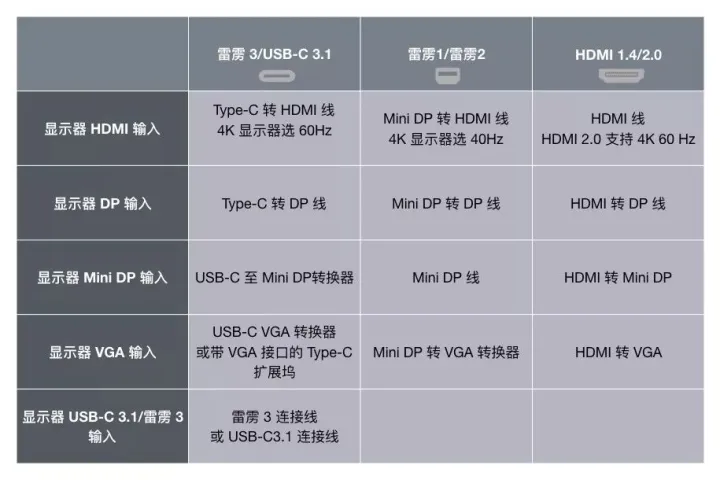 雷雳 3/USB-C 3.1
雷雳1/雷雳2
HDMI 1.4/2.0
显示器 HDMI 输入
Type-C 转 HDMI 线
4K 显示器选 60Hz
Mini DP 转 HDMI 线
4K 显示器选 40Hz
HDMI 线
HDMI 2.0 支持 4K 60 Hz
显示器 DP 输入
Type-C 转 DP 线
Mini DP 转 DP 线
HDMI 转 DP 线
显示器 Mini DP 输入
USB-C 至 Mini DP转换器
Mini DP 线
HDMI 转 Mini DP
显示器 VGA 输入
USB-C VGA 转换器
或带 VGA 接口的 Type-C
扩展坞
Mini DP 转 VGA 转换器
HDMI 转 VGA
显示器 USB-C 3.1/雷雳 3
输入
雷雳 3 连接线
或 USB-C3.1 连接线